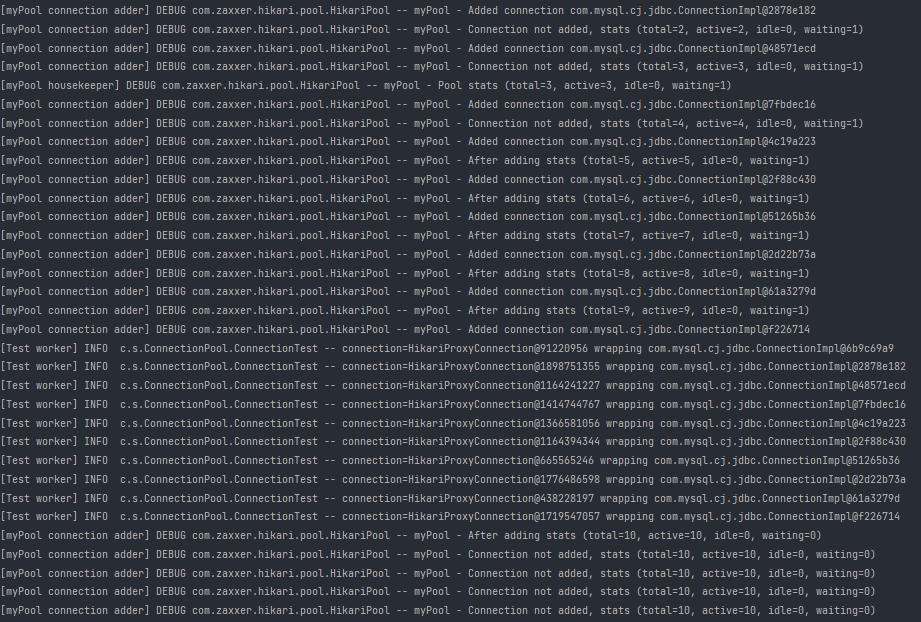 [myPool connection adder] DEBUG com.zaxxer.hikari.pool.HikariPool -- myPool - Added connection com.mysql.cj.jdbc.ConnectionImpl@2878e182
[myPool connection adder] DEBUG com.zaxxer.hikari.pool.HikariPool -- myPool - Connection not added, stats (total=2, active=2, idle=0, waiting=1)
[myPool connection adder] DEBUG com.zaxxer.hikari.pool.HikariPool -- myPool - Added connection com.mysql.cj.jdbc.ConnectionImpl@48571ecd
[myPool connection adder] DEBUG com.zaxxer.hikari.pool.HikariPool -- myPool - Connection not added, stats (total=3, active=3, idle=0, waiting=1)
[myPool housekeeper] DEBUG com.zaxxer.hikari.pool.HikariPool -- myPool - Pool stats (total=3, active=3, idle=0, waiting=1)
[myPool connection adder] DEBUG com.zaxxer.hikari.pool.HikariPool -- myPool - Added connection com.mysql.cj.jdbc.ConnectionImpl@7fbdec16
[myPool connection adder] DEBUG com.zaxxer.hikari.pool.HikariPool -- myPool - Connection not added, stats (total=4, active=4, idle=0, waiting=1)
[myPool connection adder] DEBUG com.zaxxer.hikari.pool.HikariPool -- myPool - Added connection com.mysql.cj.jdbc.ConnectionImpl@4c19a223
[myPool connection adder] DEBUG com.zaxxer.hikari.pool.HikariPool -- myPool - After adding stats (total=5, active=5, idle=0, waiting=1)
[myPool connection adder] DEBUG com.zaxxer.hikari.pool.HikariPool -- myPool - Added connection com.mysql.cj.jdbc.ConnectionImpl@2f88c430
[myPool connection adder] DEBUG com.zaxxer.hikari.pool.HikariPool -- myPool - After adding stats (total=6, active=6, idle=0, waiting=1)
[myPool connection adder] DEBUG com.zaxxer.hikari.pool.HikariPool -- myPool - Added connection com.mysql.cj.jdbc.ConnectionImpl@51265b36
[myPool connection adder] DEBUG com.zaxxer.hikari.pool.HikariPool -- myPool - After adding stats (total=7, active=7, idle=0, waiting=1)
[myPool connection adder] DEBUG com.zaxxer.hikari.pool.HikariPool -- myPool - Added connection com.mysql.cj.jdbc.ConnectionImpl@2d22b73a
[myPool connection adder] DEBUG com.zaxxer.hikari.pool.HikariPool -- myPool - After adding stats (total=8, active=8, idle=0, waiting=1)
[myPool connection adder] DEBUG com.zaxxer.hikari.pool.HikariPool -- myPool - Added connection com.mysql.cj.jdbc.ConnectionImpl@61a3279d
[myPool connection adder] DEBUG com.zaxxer.hikari.pool.HikariPool -- myPool - After adding stats (total=9, active=9, idle=0, waiting=1)
[myPool connection adder] DEBUG com.zaxxer.hikari.pool.HikariPool -- myPool - Added connection com.mysql.cj.jdbc.ConnectionImpl@f226714
[Test worker] INFO  c.s.ConnectionPool.ConnectionTest -- connection=HikariProxyConnection@91220956 wrapping com.mysql.cj.jdbc.ConnectionImpl@6b9c69a9
[Test worker] INFO  c.s.ConnectionPool.ConnectionTest -- connection=HikariProxyConnection@1898751355 wrapping com.mysql.cj.jdbc.ConnectionImpl@2878e182
[Test worker] INFO  c.s.ConnectionPool.ConnectionTest -- connection=HikariProxyConnection@1164241227 wrapping com.mysql.cj.jdbc.ConnectionImpl@48571ecd
[Test worker] INFO  c.s.ConnectionPool.ConnectionTest -- connection=HikariProxyConnection@1414744767 wrapping com.mysql.cj.jdbc.ConnectionImpl@7fbdec16
[Test worker] INFO  c.s.ConnectionPool.ConnectionTest -- connection=HikariProxyConnection@1366581056 wrapping com.mysql.cj.jdbc.ConnectionImpl@4c19a223
[Test worker] INFO  c.s.ConnectionPool.ConnectionTest -- connection=HikariProxyConnection@1164394344 wrapping com.mysql.cj.jdbc.ConnectionImpl@2f88c430
[Test worker] INFO  c.s.ConnectionPool.ConnectionTest -- connection=HikariProxyConnection@665565246 wrapping com.mysql.cj.jdbc.ConnectionImpl@51265b36
[Test worker] INFO  c.s.ConnectionPool.ConnectionTest -- connection=HikariProxyConnection@1776486598 wrapping com.mysql.cj.jdbc.ConnectionImpl@2d22b73a
[Test worker] INFO  c.s.ConnectionPool.ConnectionTest -- connection=HikariProxyConnection@438228197 wrapping com.mysql.cj.jdbc.ConnectionImpl@61a3279d
[Test worker] INFO  c.s.ConnectionPool.ConnectionTest -- connection=HikariProxyConnection@1719547057 wrapping com.mysql.cj.jdbc.ConnectionImpl@f226714
[myPool connection adder] DEBUG com.zaxxer.hikari.pool.HikariPool -- myPool - After adding stats (total=10, active=10, idle=0, waiting=0)
[myPool connection adder] DEBUG com.zaxxer.hikari.pool.HikariPool -- myPool - Connection not added, stats (total=10, active=10, idle=0, waiting=0)
[myPool connection adder] DEBUG com.zaxxer.hikari.pool.HikariPool -- myPool - Connection not added, stats (total=10, active=10, idle=0, waiting=0)
[myPool connection adder] DEBUG com.zaxxer.hikari.pool.HikariPool -- myPool - Connection not added, stats (total=10, active=10, idle=0, waiting=0)
[myPool connection adder] DEBUG com.zaxxer.hikari.pool.HikariPool -- myPool - Connection not added, stats (total=10, active=10, idle=0, waiting=0)